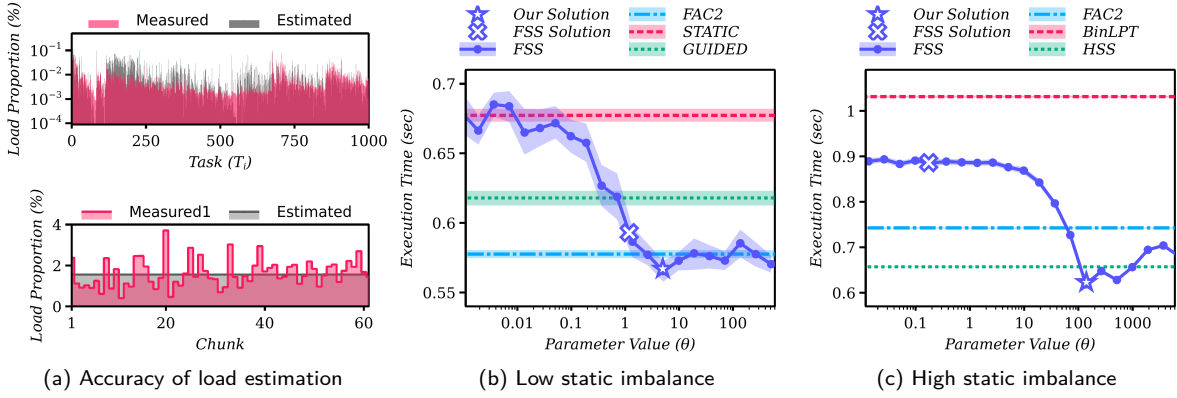 Measured Estimated
Load Proportion (%)
10⁻¹
10⁻²
10⁻³
10⁻⁴
0 250 500 750 1000
Task (Tᵢ)
Measured1 Estimated
Load Proportion (%)
4
2
0
1 20 40 60
Chunk
(a) Accuracy of load estimation
Our Solution FAC2
FSS Solution STATIC
FSS GUIDED
Execution Time (sec)
0.7
0.65
0.6
0.55
0.01 0.1 1 10 100
Parameter Value (θ)
(b) Low static imbalance
Our Solution FAC2
FSS Solution BinLPT
FSS HSS
Execution Time (sec)
1
0.9
0.8
0.7
0.6
0.1 1 10 100 1000
Parameter Value (θ)
(c) High static imbalance